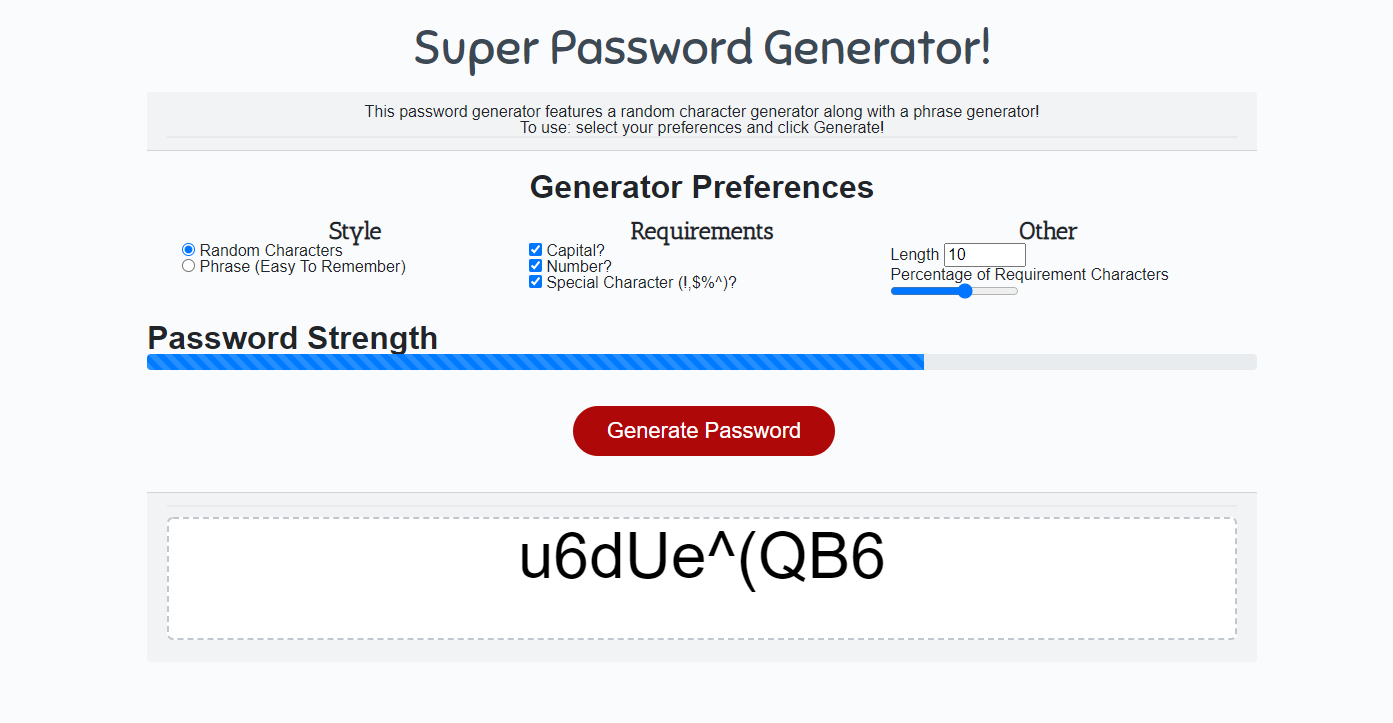 Super Password Generator!
This password generator features a random character generator along with a phrase generator!
To use: select your preferences and click Generate!
Generator Preferences
Style
Random Characters
Phrase (Easy To Remember)
Requirements
Capital?
Number?
Special Character (!,$%^)?
Other
Length 10
Percentage of Requirement Characters
Password Strength
Generate Password
u6dUe^(QB6